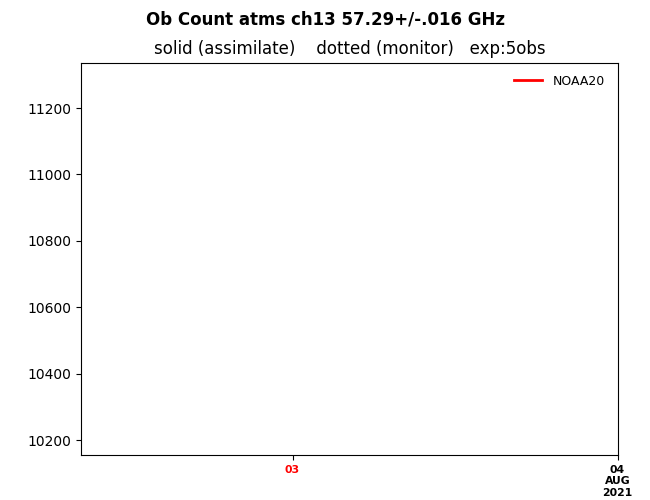 Ob Count atms ch13 57.29+/-.016 GHz
solid (assimilate)    dotted (monitor)   exp:5obs
NOAA20
11200
11000
10800
10600
10400
10200
03
04
AUG
2021